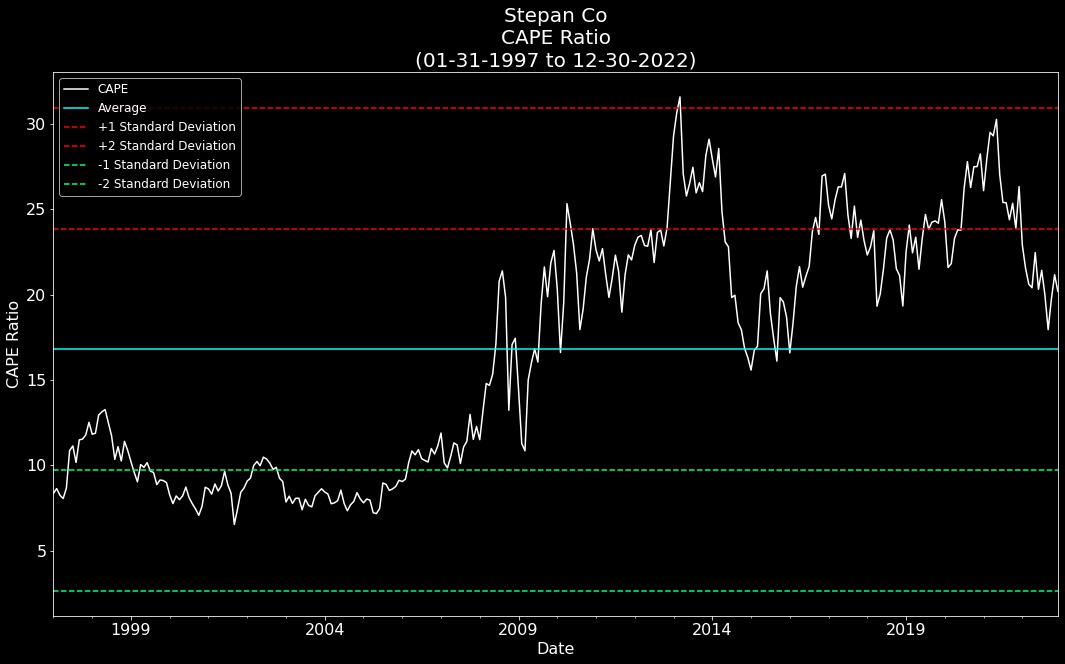 Stepan Co
CAPE Ratio
(01-31-1997 to 12-30-2022)
CAPE
Average
+1 Standard Deviation
+2 Standard Deviation
-1 Standard Deviation
-2 Standard Deviation
30
25
20
15
10
5
CAPE Ratio
1999
2004
2009
2014
2019
Date